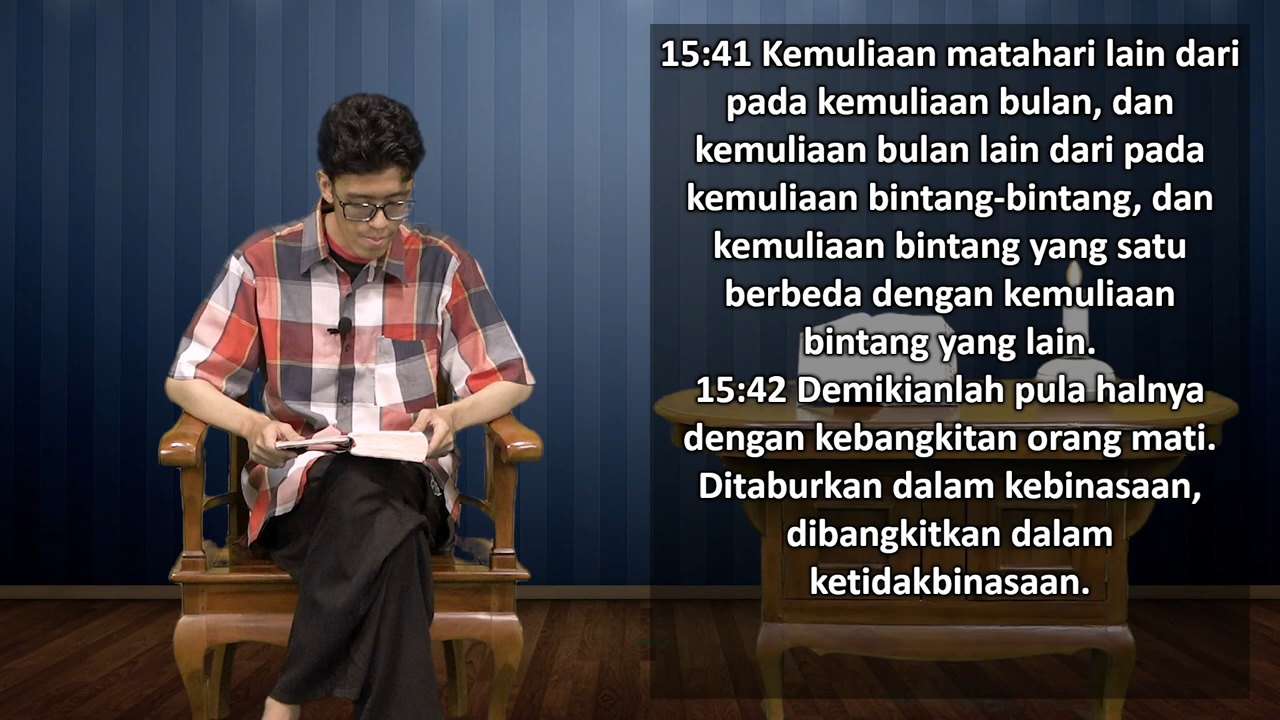 15:41 Kemuliaan matahari lain dari
pada kemuliaan bulan, dan
kemuliaan bulan lain dari pada
kemuliaan bintang-bintang, dan
kemuliaan bintang yang satu
berbeda dengan kemuliaan
bintang yang lain.
15:42 Demikianlah pula halnya
dengan kebangkitan orang mati.
Ditaburkan dalam kebinasaan,
dibangkitkan dalam
ketidakbinasaan.